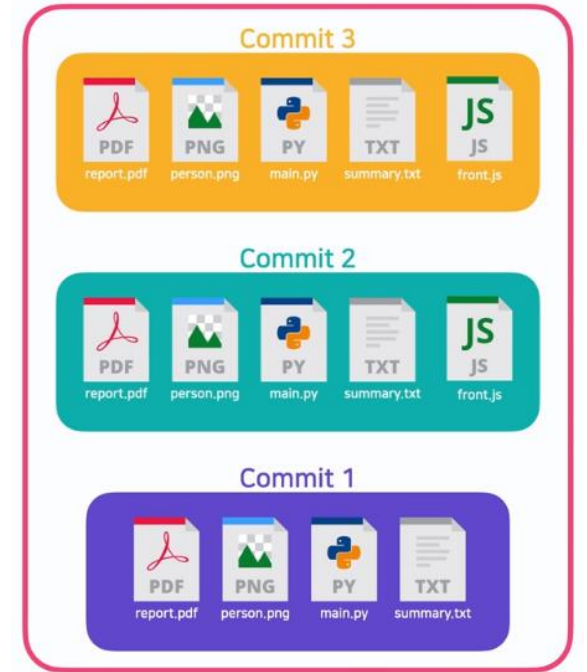 Commit 3
PDF PNG PY TXT JS JS
report.pdf person.png main.py summary.txt front.js
Commit 2
PDF PNG PY TXT JS JS
report.pdf person.png main.py summary.txt front.js
Commit 1
PDF PNG PY TXT
report.pdf person.png main.py summary.txt